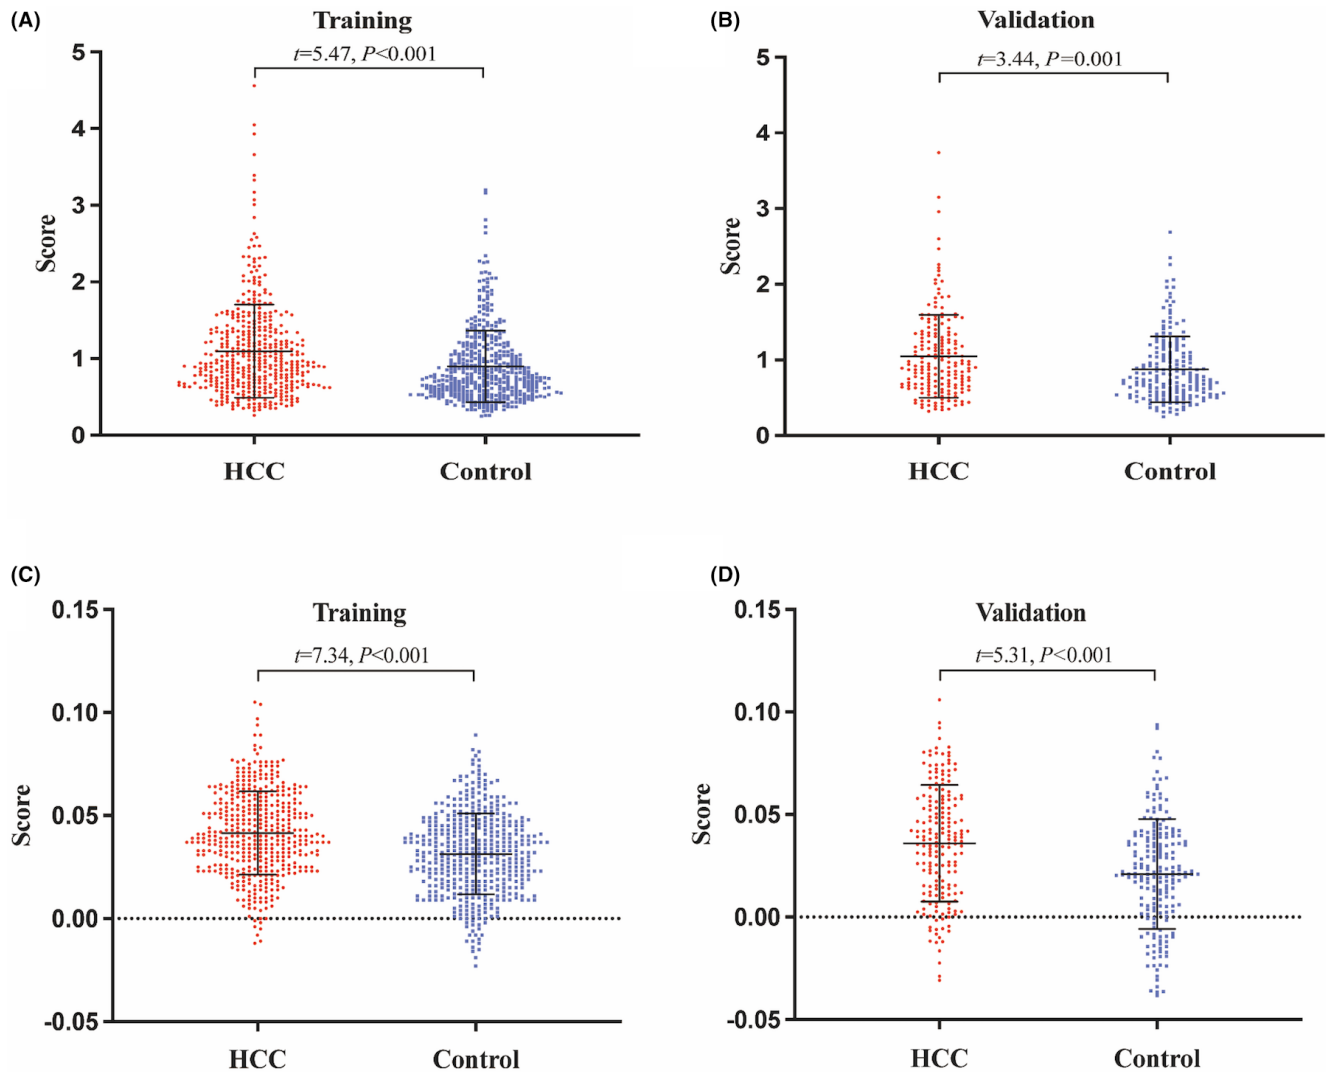 (A)
Training
t=5.47, P<0.001
5
4
3
2
1
0
Score
HCC
Control
(B)
Validation
t=3.44, P=0.001
5
4
3
2
1
0
Score
HCC
Control
(C)
Training
t=7.34, P<0.001
0.15
0.10
0.05
0.00
-0.05
Score
HCC
Control
(D)
Validation
t=5.31, P<0.001
0.15
0.10
0.05
0.00
-0.05
Score
HCC
Control